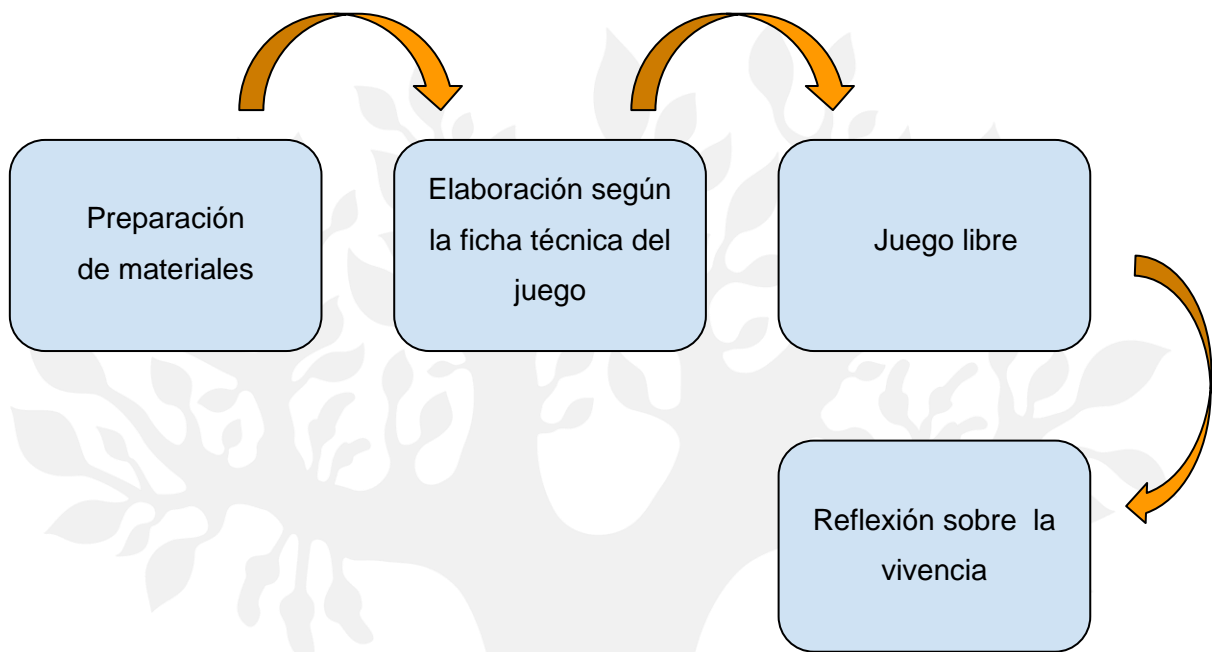 Preparación
de materiales
Elaboración según
la ficha técnica del
juego
Juego libre
Reflexión sobre la
vivencia